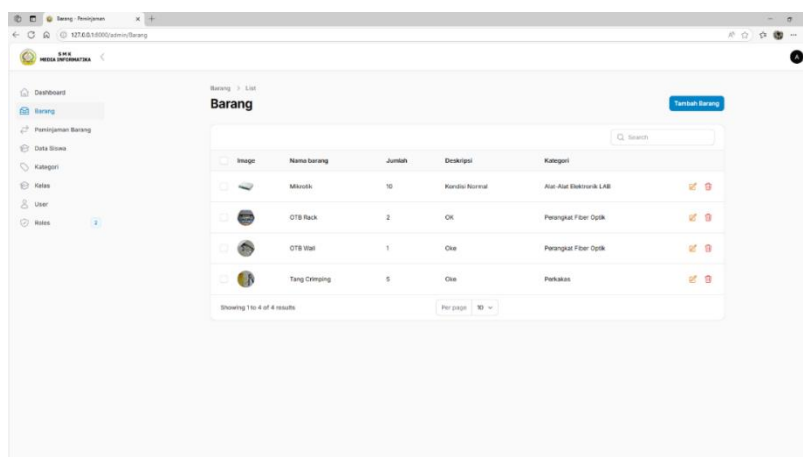 Barang - Peminjaman
127.0.0.1:8000/admin/Barang
SMK
MEDIA INFORMATIKA
A
Dashboard
Barang
Peminjaman Barang
Data Siswa
Kategori
Kelas
User
Roles 2
Barang > List
Barang
Tambah Barang
Search
Image Nama barang Jumlah Deskripsi Kategori
Mikrotik 10 Kondisi Normal Alat-Alat Elektronik LAB
OTB Rack 2 OK Perangkat Fiber Optik
OTB Wall 1 Oke Perangkat Fiber Optik
Tang Crimping 5 Oke Perkakas
Showing 1 to 4 of 4 results
Per page 10